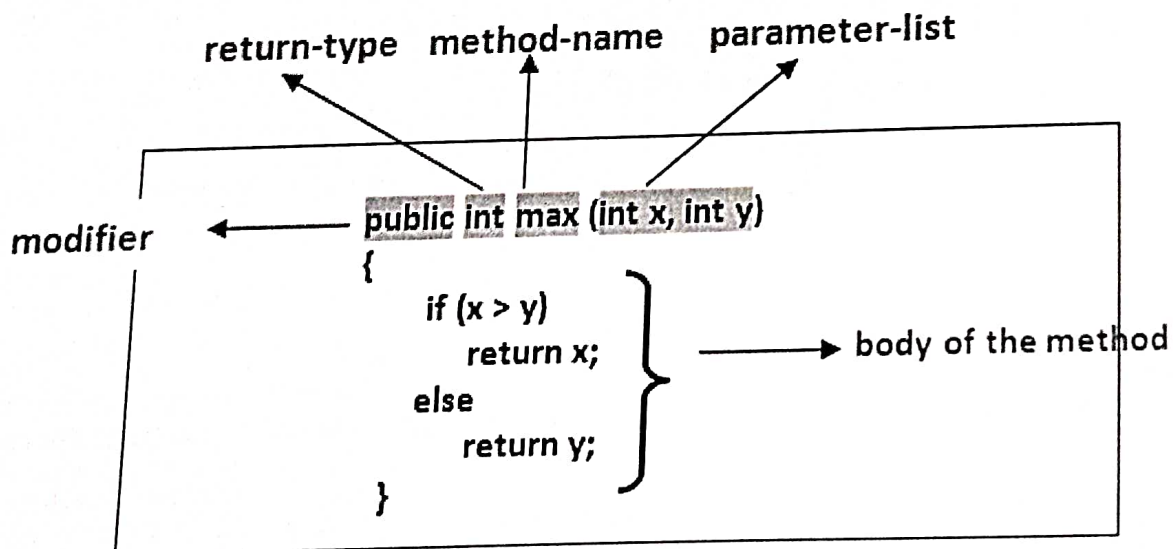 return-type method-name parameter-list
public int max (int x, int y)
modifier
{
if (x > y)
return x;
body of the method
else
return y;
}